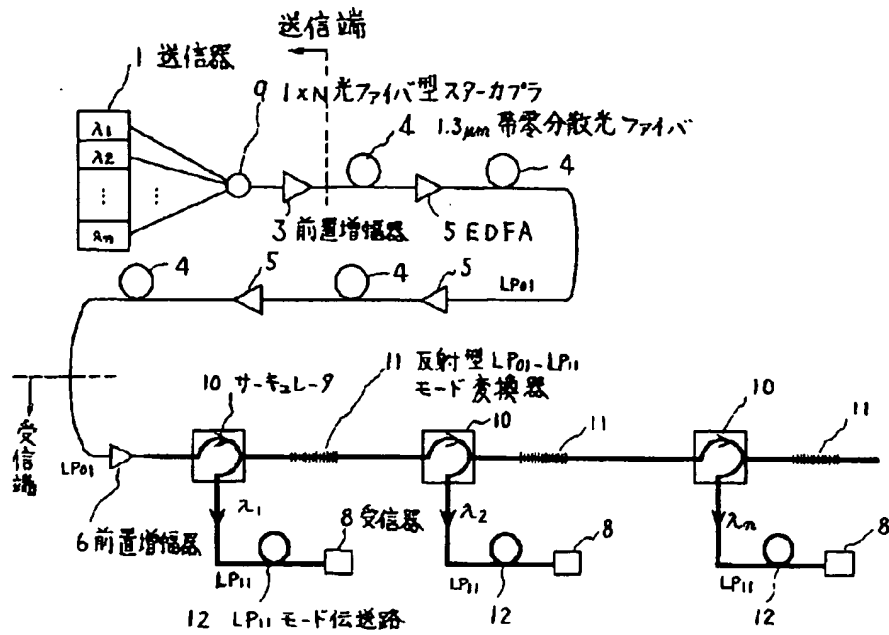 送信端
1 送信器
9 1×N光ファイバ型スターカプラ
λ1
λ2
⋮ ⋮
λn
4 1.3μm帯零分散光ファイバ
4
3 前置増幅器
5 EDFA
4
5
4
5
LP01
11 反射型LP01-LP11
モード変換器
10 サーキュレータ
10
11
10
11
受信端
LP01
6 前置増幅器
λ1
λ2
λn
8 受信器
8
8
LP11
LP11
LP11
12 LP11モード伝送路
12
12